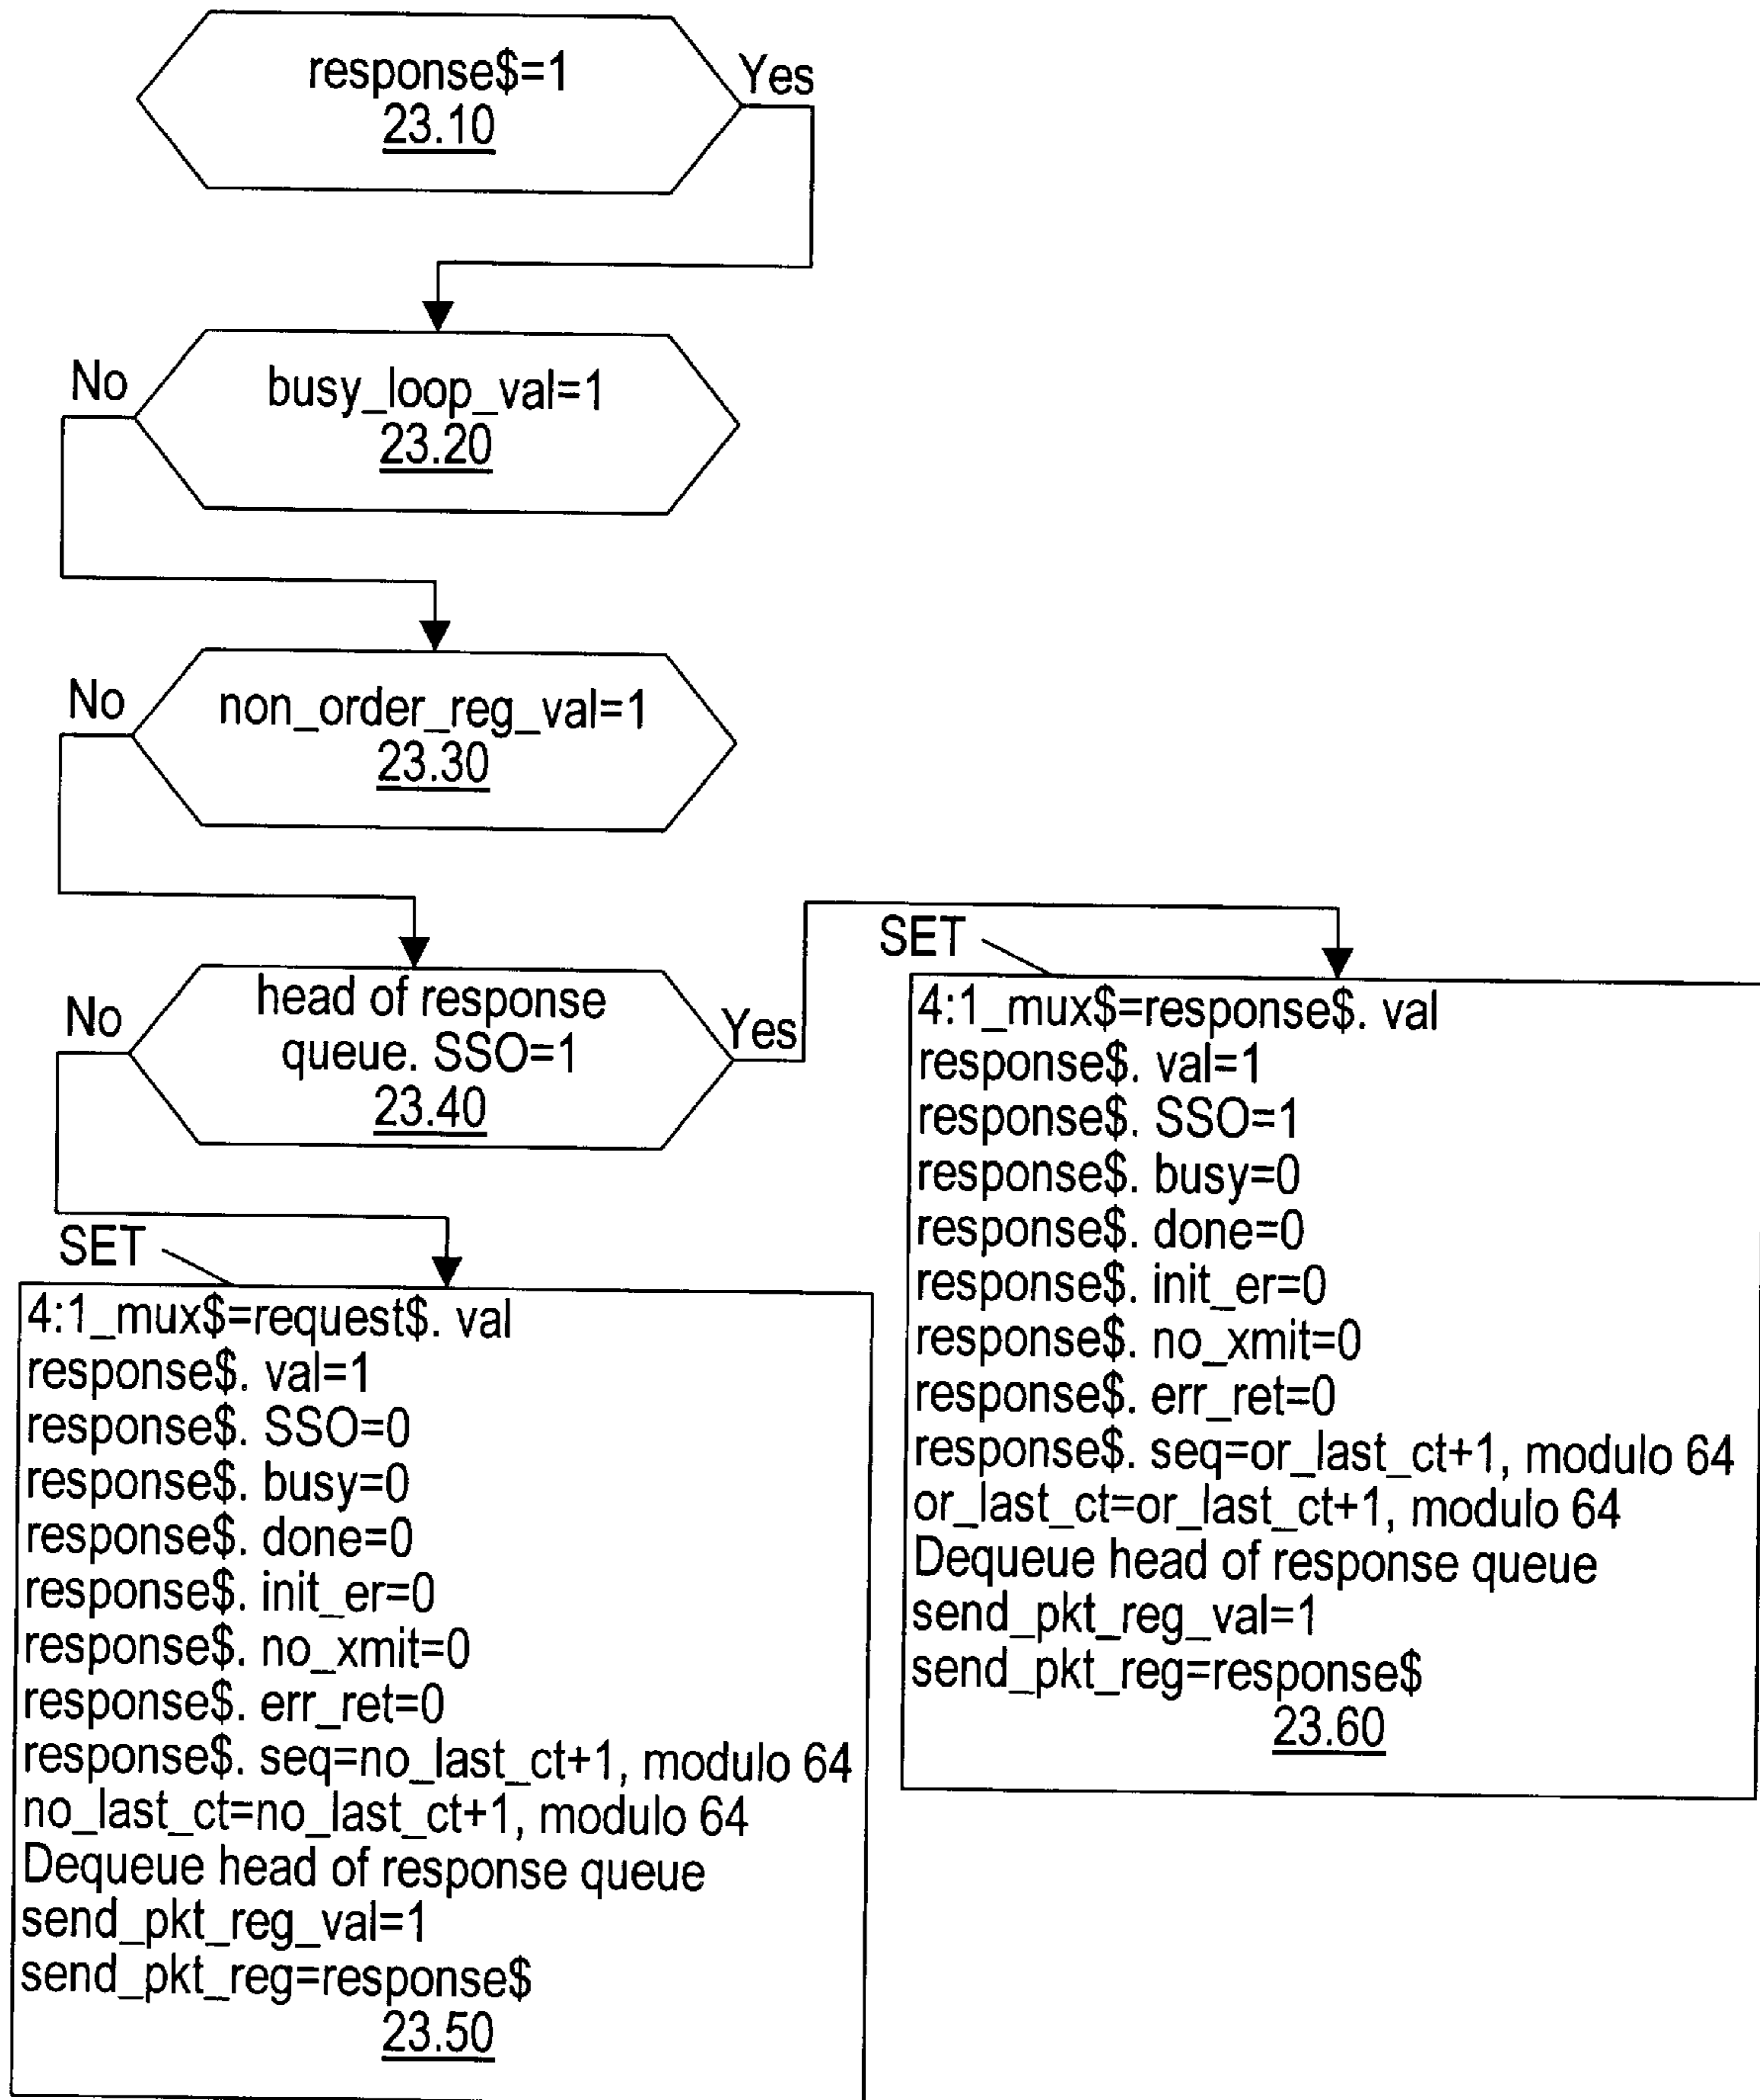 response$=1
23.10
Yes
No
busy_loop_val=1
23.20
No
non_order_reg_val=1
23.30
No
head of response
queue. SSO=1
23.40
Yes
SET
4:1_mux$=response$. val
response$. val=1
response$. SSO=1
response$. busy=0
response$. done=0
response$. init_er=0
response$. no_xmit=0
response$. err_ret=0
response$. seq=or_last_ct+1, modulo 64
or_last_ct=or_last_ct+1, modulo 64
Dequeue head of response queue
send_pkt_reg_val=1
send_pkt_reg=response$
23.60
SET
4:1_mux$=request$. val
response$. val=1
response$. SSO=0
response$. busy=0
response$. done=0
response$. init_er=0
response$. no_xmit=0
response$. err_ret=0
response$. seq=no_last_ct+1, modulo 64
no_last_ct=no_last_ct+1, modulo 64
Dequeue head of response queue
send_pkt_reg_val=1
send_pkt_reg=response$
23.50